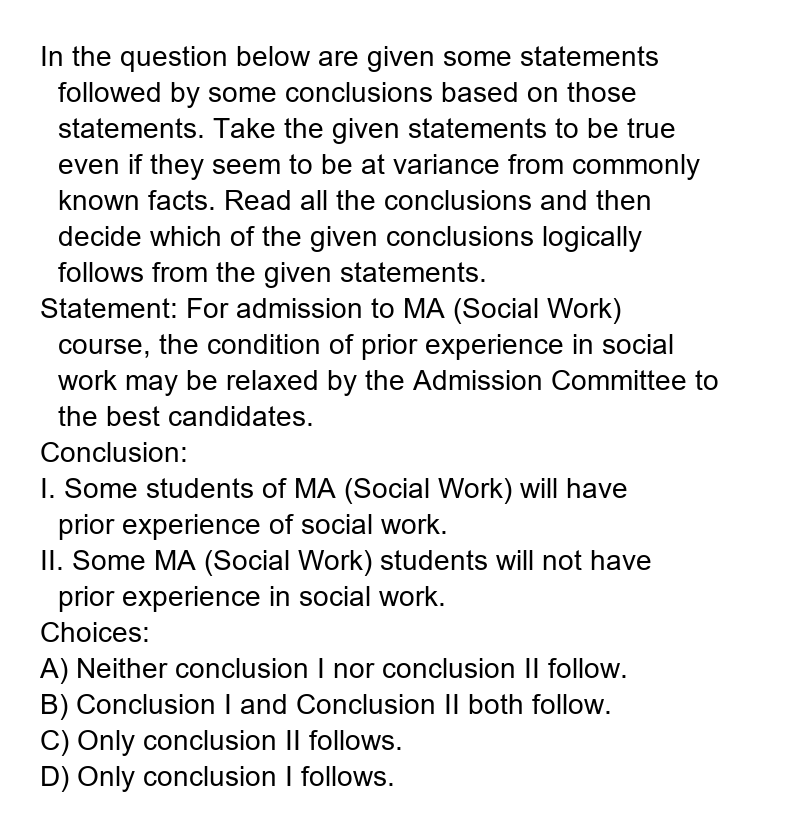 In the question below are given some statements
followed by some conclusions based on those
statements. Take the given statements to be true
even if they seem to be at variance from commonly
known facts. Read all the conclusions and then
decide which of the given conclusions logically
follows from the given statements.
Statement: For admission to MA (Social Work)
course, the condition of prior experience in social
work may be relaxed by the Admission Committee to
the best candidates.
Conclusion:
I. Some students of MA (Social Work) will have
prior experience of social work.
II. Some MA (Social Work) students will not have
prior experience in social work.
Choices:
A) Neither conclusion I nor conclusion II follow.
B) Conclusion I and Conclusion II both follow.
C) Only conclusion II follows.
D) Only conclusion I follows.